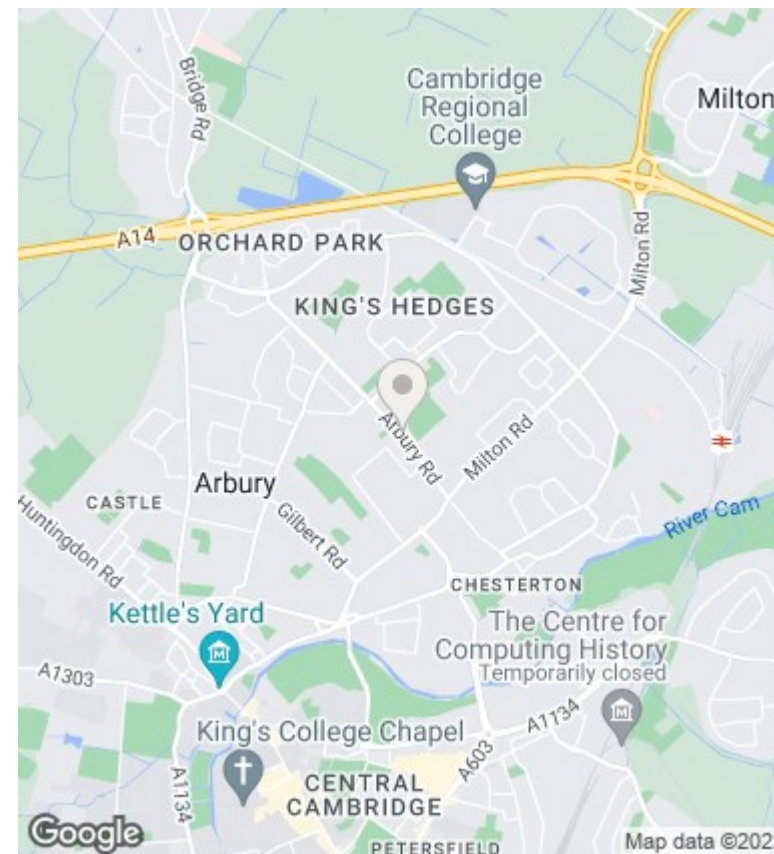 Bridge Rd
Cambridge
Regional
College
Milton
A14
ORCHARD PARK
Milton Rd
KING'S HEDGES
Arbury Rd
Milton Rd
Arbury
CASTLE
Gilbert Rd
Huntingdon Rd
River Cam
CHESTERTON
Kettle's Yard
The Centre for
Computing History
Temporarily closed
A1303
King's College Chapel
A1134
A603
A1134
CENTRAL
CAMBRIDGE
PETERSFIELD
Google
Map data ©202